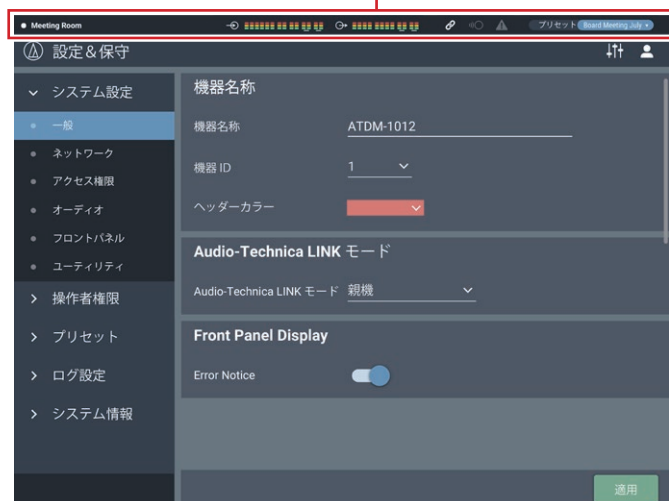 Meeting Room
プリセット Board Meeting July
設定＆保守
システム設定
一般
ネットワーク
アクセス権限
オーディオ
フロントパネル
ユーティリティ
操作者権限
プリセット
ログ設定
システム情報
機器名称
機器名称 ATDM-1012
機器 ID 1
ヘッダーカラー
Audio-Technica LINK モード
Audio-Technica LINK モード 親機
Front Panel Display
Error Notice
適用